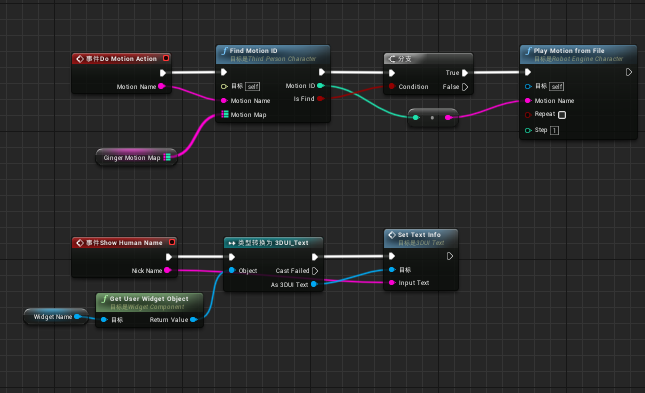 事件Do Motion Action
Motion Name
Ginger Motion Map
Find Motion ID
目标是Third Person Character
目标 self
Motion ID
Motion Name
Is Find
Motion Map
分支
True
Condition
False
Play Motion from File
目标是Robot Engine Character
目标 self
Motion Name
Repeat
Step 1
事件Show Human Name
Nick Name
Widget Name
Get User Widget Object
目标是Widget Component
目标
Return Value
类型转换为 3DUI_Text
Object
Cast Failed
As 3DUI Text
Set Text Info
目标是3DUI Text
目标
Input Text